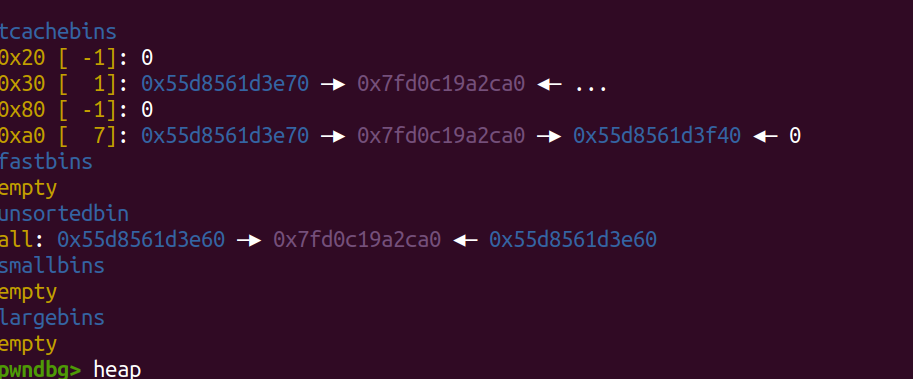 tcachebins
0x20 [ -1]: 0
0x30 [  1]: 0x55d8561d3e70 —▸ 0x7fd0c19a2ca0 ◂— ...
0x80 [ -1]: 0
0xa0 [  7]: 0x55d8561d3e70 —▸ 0x7fd0c19a2ca0 —▸ 0x55d8561d3f40 ◂— 0
fastbins
empty
unsortedbin
all: 0x55d8561d3e60 —▸ 0x7fd0c19a2ca0 ◂— 0x55d8561d3e60
smallbins
empty
largebins
empty
pwndbg> heap